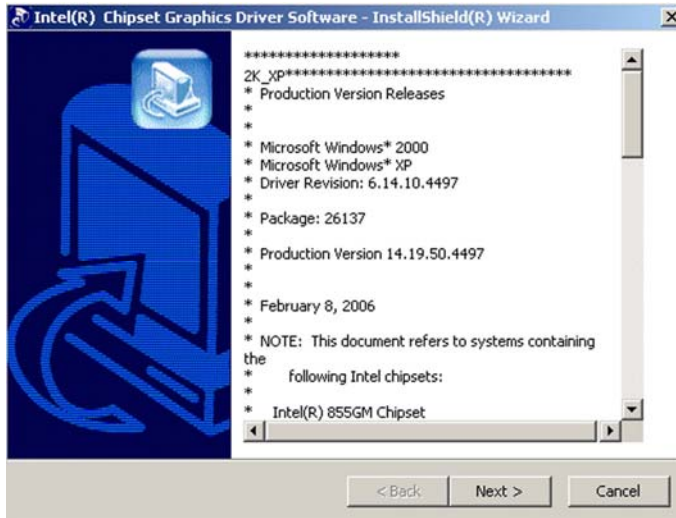 Intel(R) Chipset Graphics Driver Software - InstallShield(R) Wizard
*******************
2K_XP***********************************
* Production Version Releases
*
*
* Microsoft Windows* 2000
* Microsoft Windows* XP
* Driver Revision: 6.14.10.4497
*
* Package: 26137
*
* Production Version 14.19.50.4497
*
*
* February 8, 2006
*
* NOTE: This document refers to systems containing
the
* following Intel chipsets:
*
* Intel(R) 855GM Chipset
< Back Next > Cancel